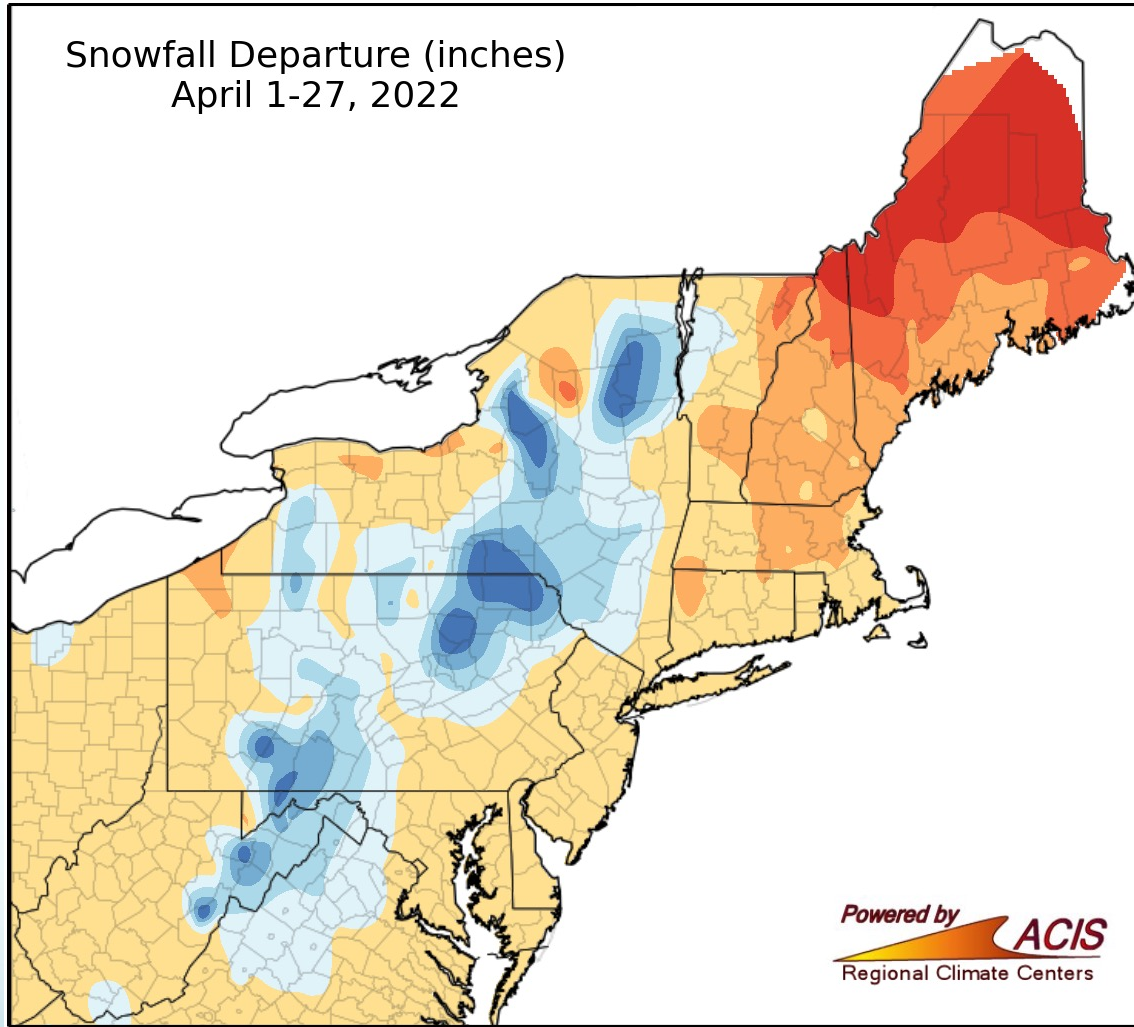 Snowfall Departure (inches)
April 1-27, 2022
Powered by
ACIS
Regional Climate Centers